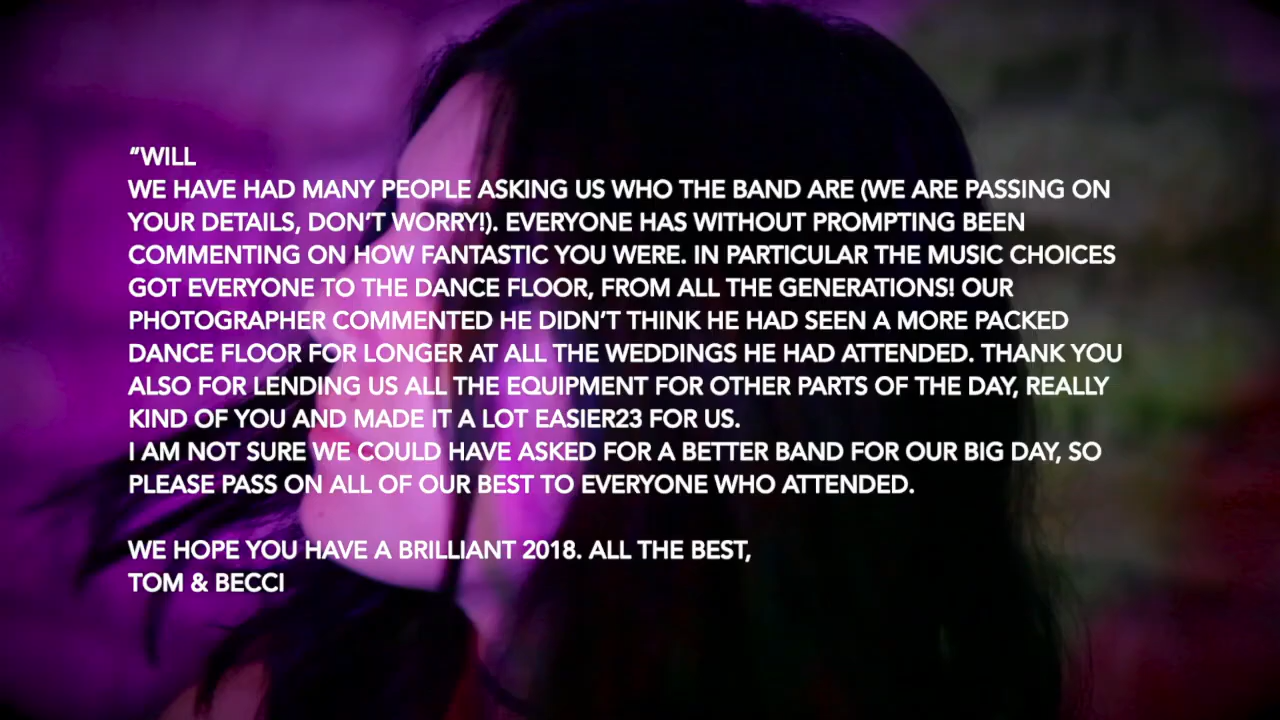 “WILL
WE HAVE HAD MANY PEOPLE ASKING US WHO THE BAND ARE (WE ARE PASSING ON
YOUR DETAILS, DON’T WORRY!). EVERYONE HAS WITHOUT PROMPTING BEEN
COMMENTING ON HOW FANTASTIC YOU WERE. IN PARTICULAR THE MUSIC CHOICES
GOT EVERYONE TO THE DANCE FLOOR, FROM ALL THE GENERATIONS! OUR
PHOTOGRAPHER COMMENTED HE DIDN’T THINK HE HAD SEEN A MORE PACKED
DANCE FLOOR FOR LONGER AT ALL THE WEDDINGS HE HAD ATTENDED. THANK YOU
ALSO FOR LENDING US ALL THE EQUIPMENT FOR OTHER PARTS OF THE DAY, REALLY
KIND OF YOU AND MADE IT A LOT EASIER23 FOR US.
I AM NOT SURE WE COULD HAVE ASKED FOR A BETTER BAND FOR OUR BIG DAY, SO
PLEASE PASS ON ALL OF OUR BEST TO EVERYONE WHO ATTENDED.
WE HOPE YOU HAVE A BRILLIANT 2018. ALL THE BEST,
TOM & BECCI